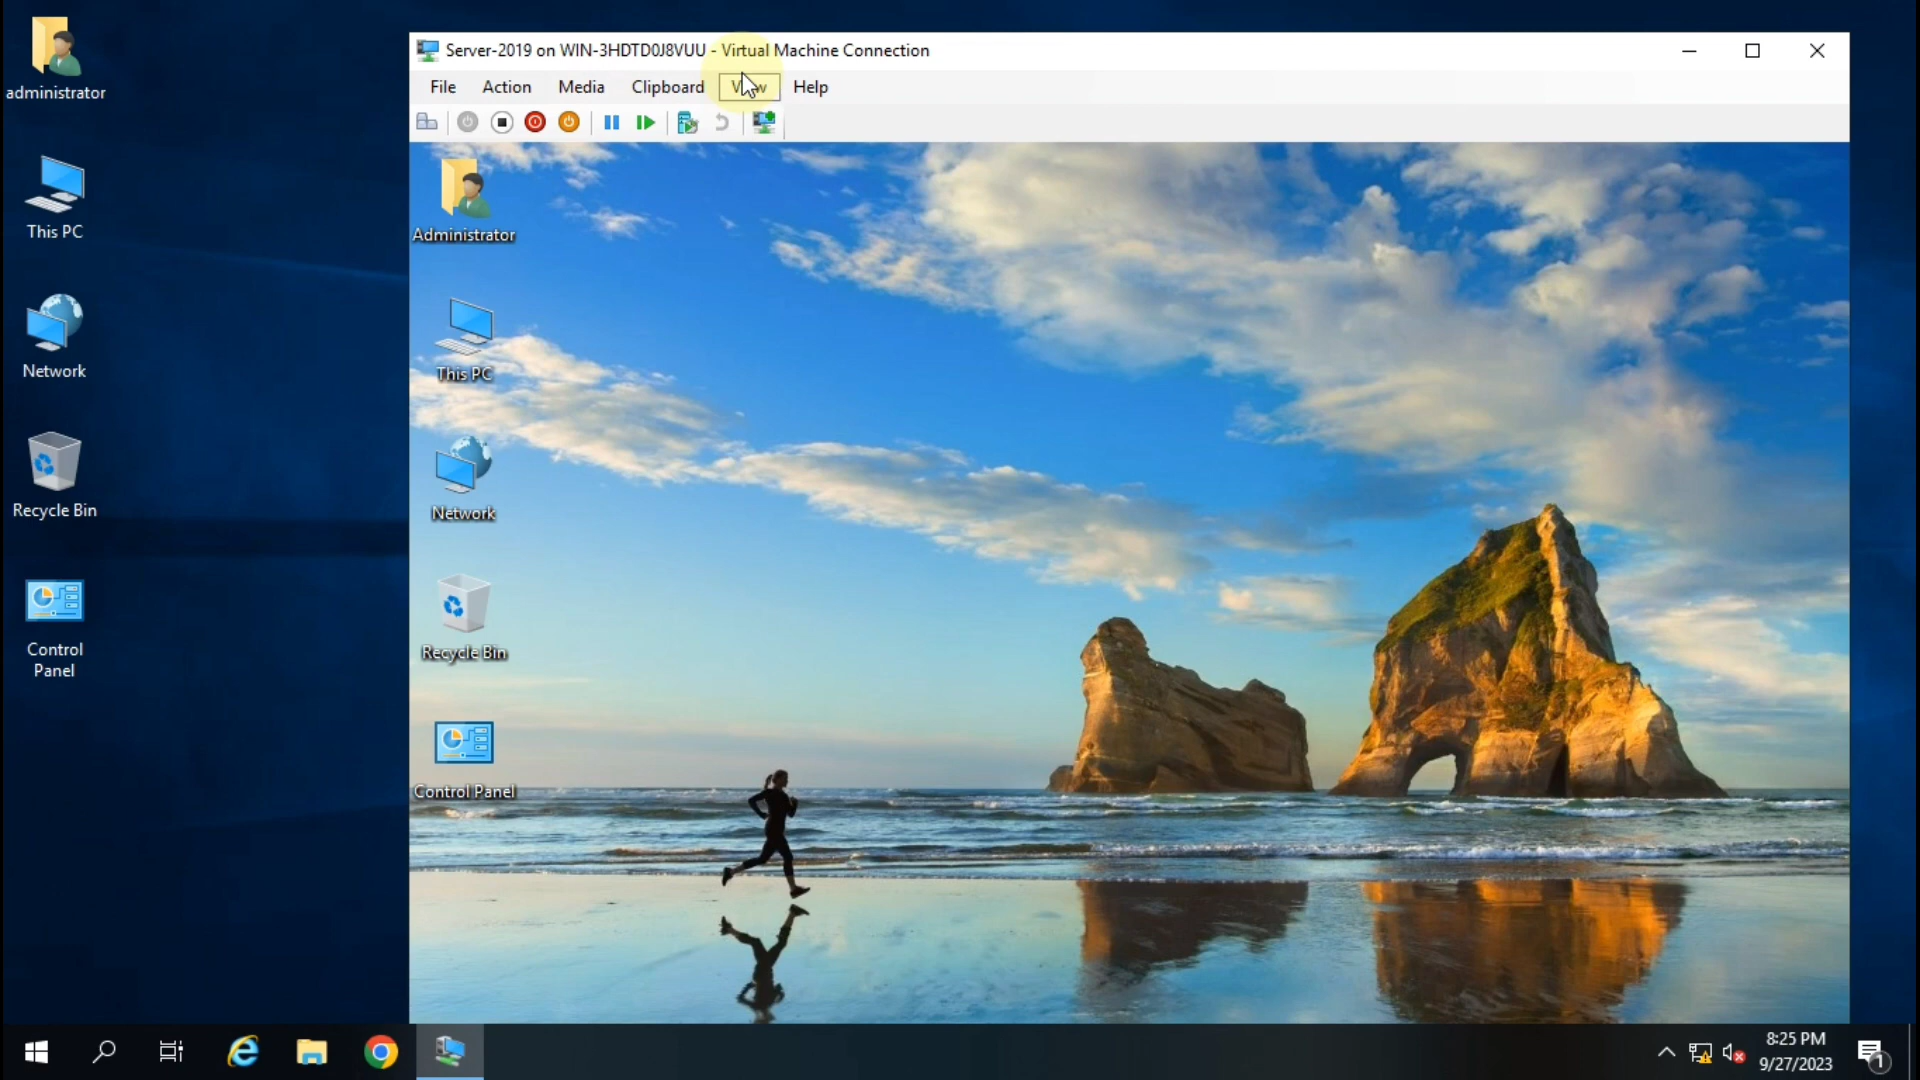 administrator
This PC
Network
Recycle Bin
Control
Panel
Server-2019 on WIN-3HDTD0J8VUU - Virtual Machine Connection
File Action Media Clipboard View Help
Administrator
This PC
Network
Recycle Bin
Control Panel
8:25 PM
9/27/2023
1